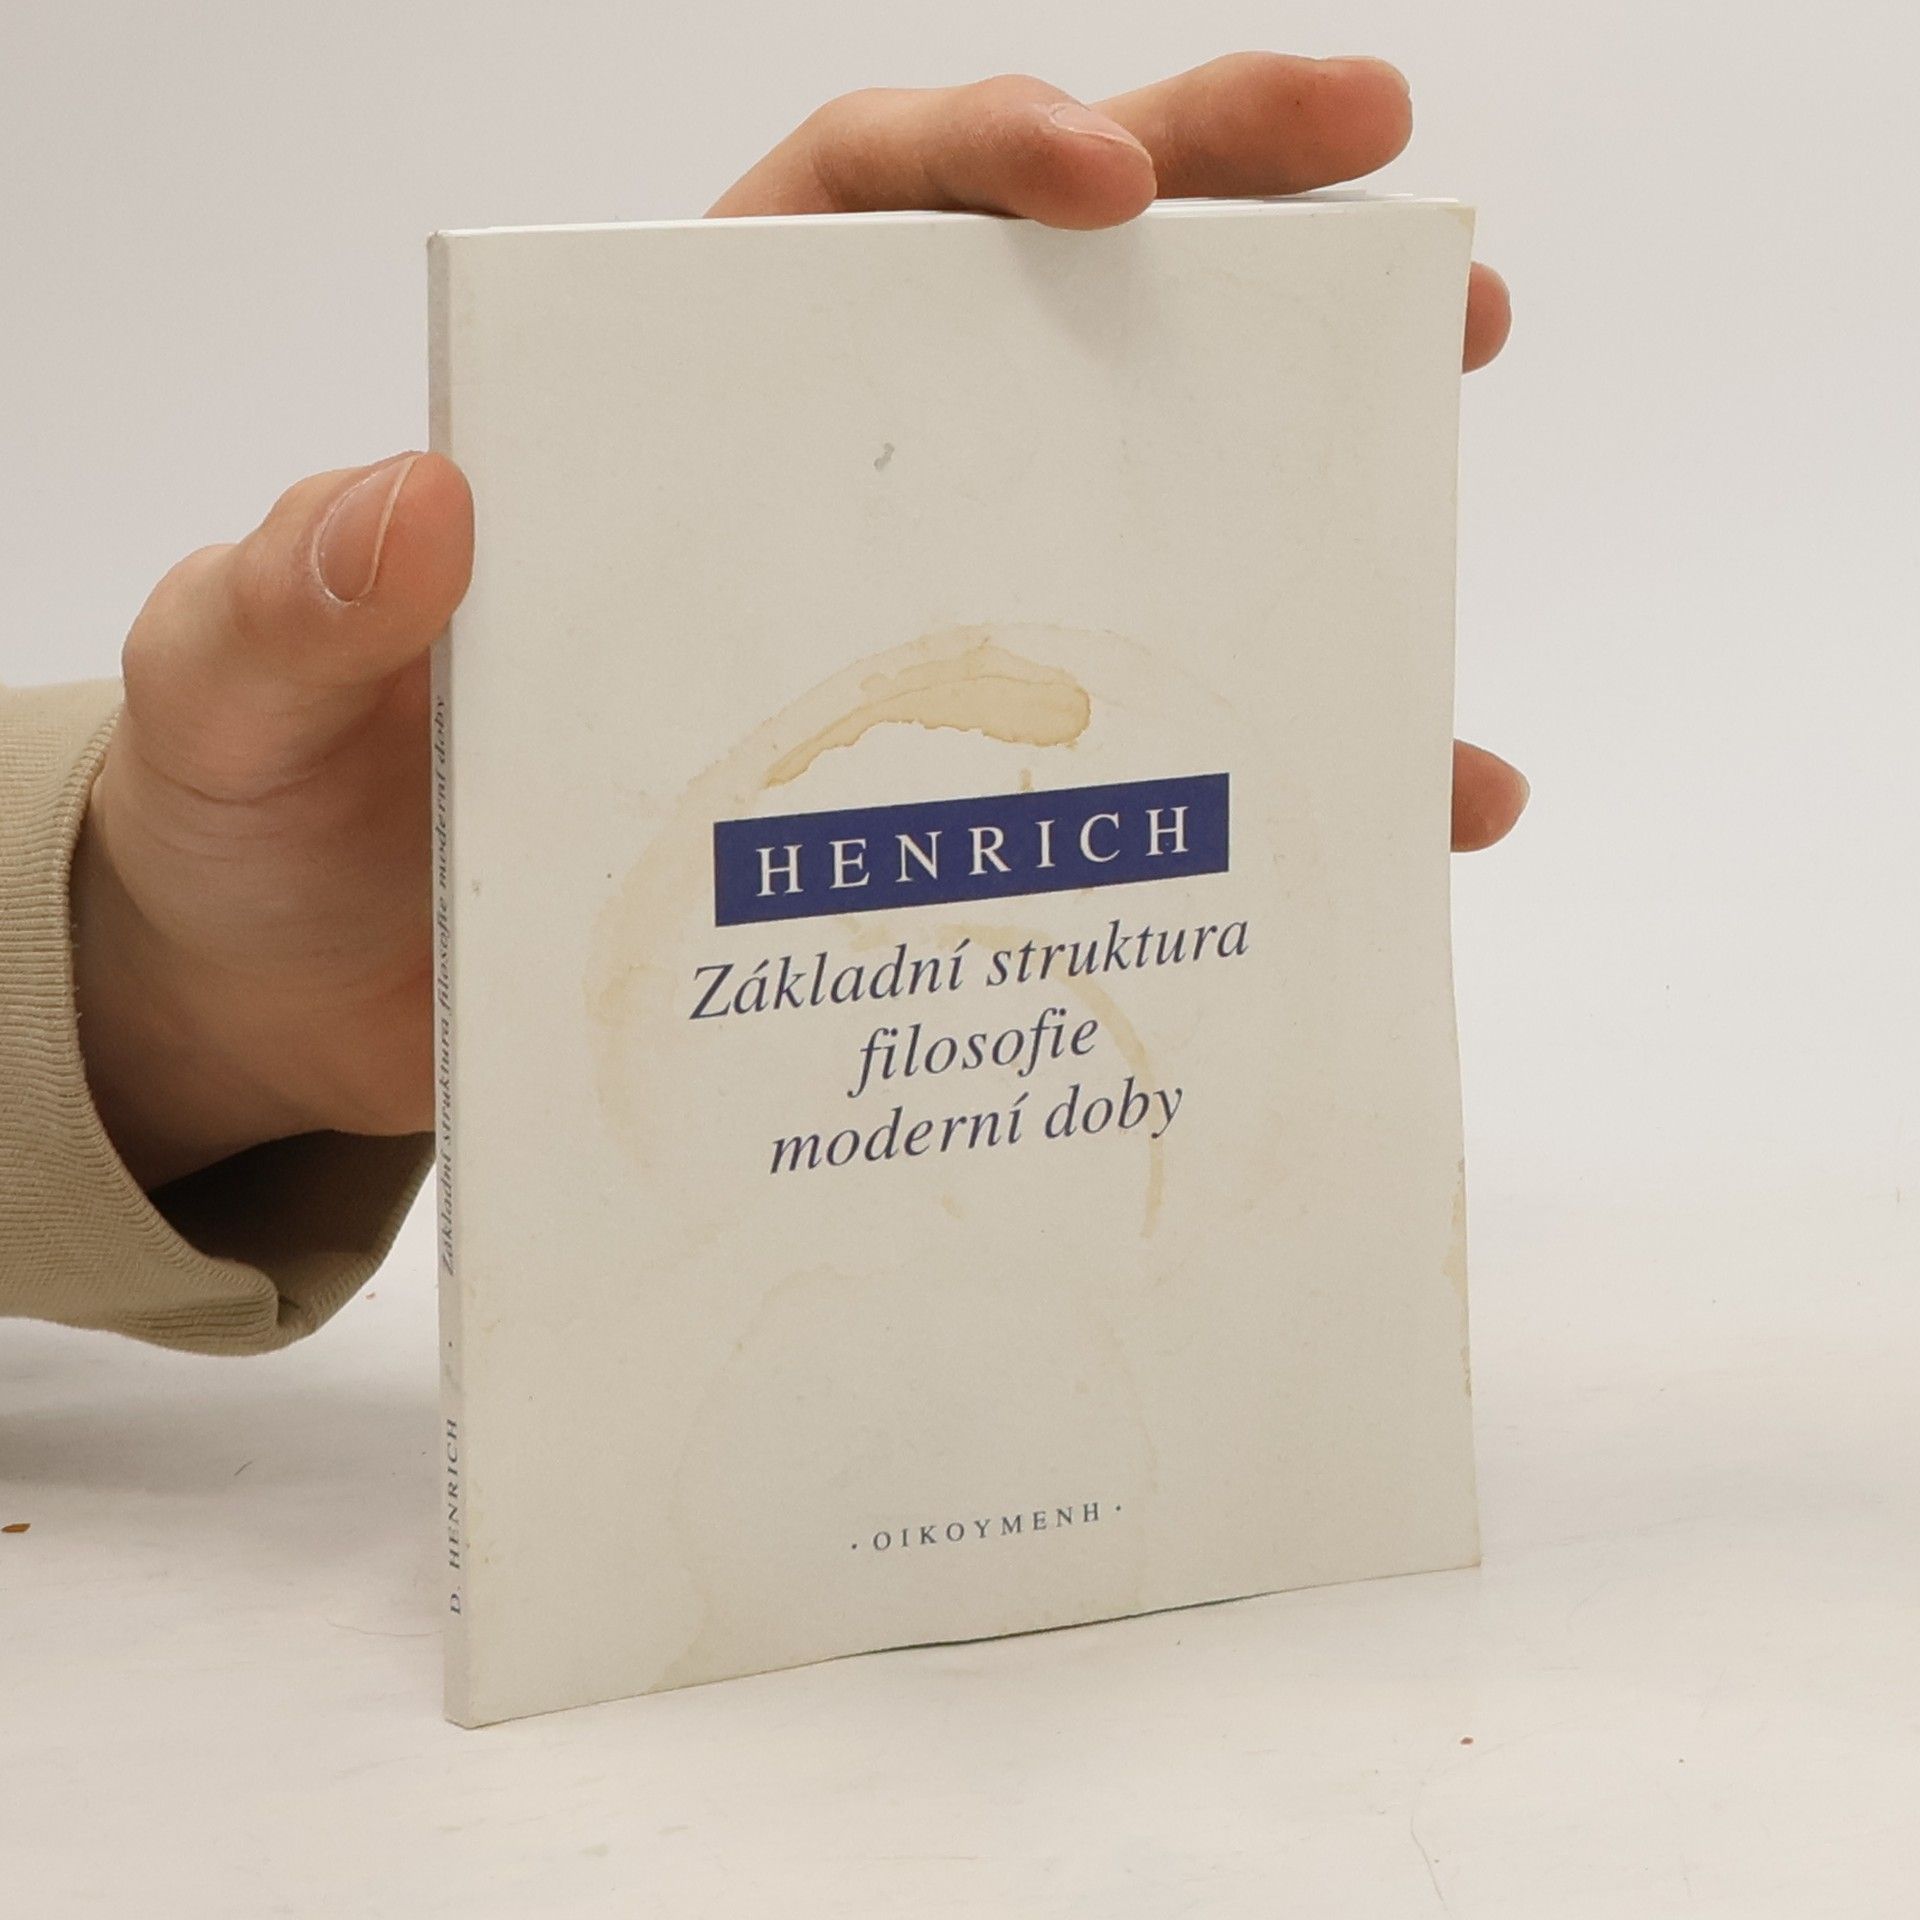 HENRICH
Základní struktura
filosofie
moderní doby
· OIKOYMENH ·
D. HENRICH · Základní struktura filosofie moderní doby